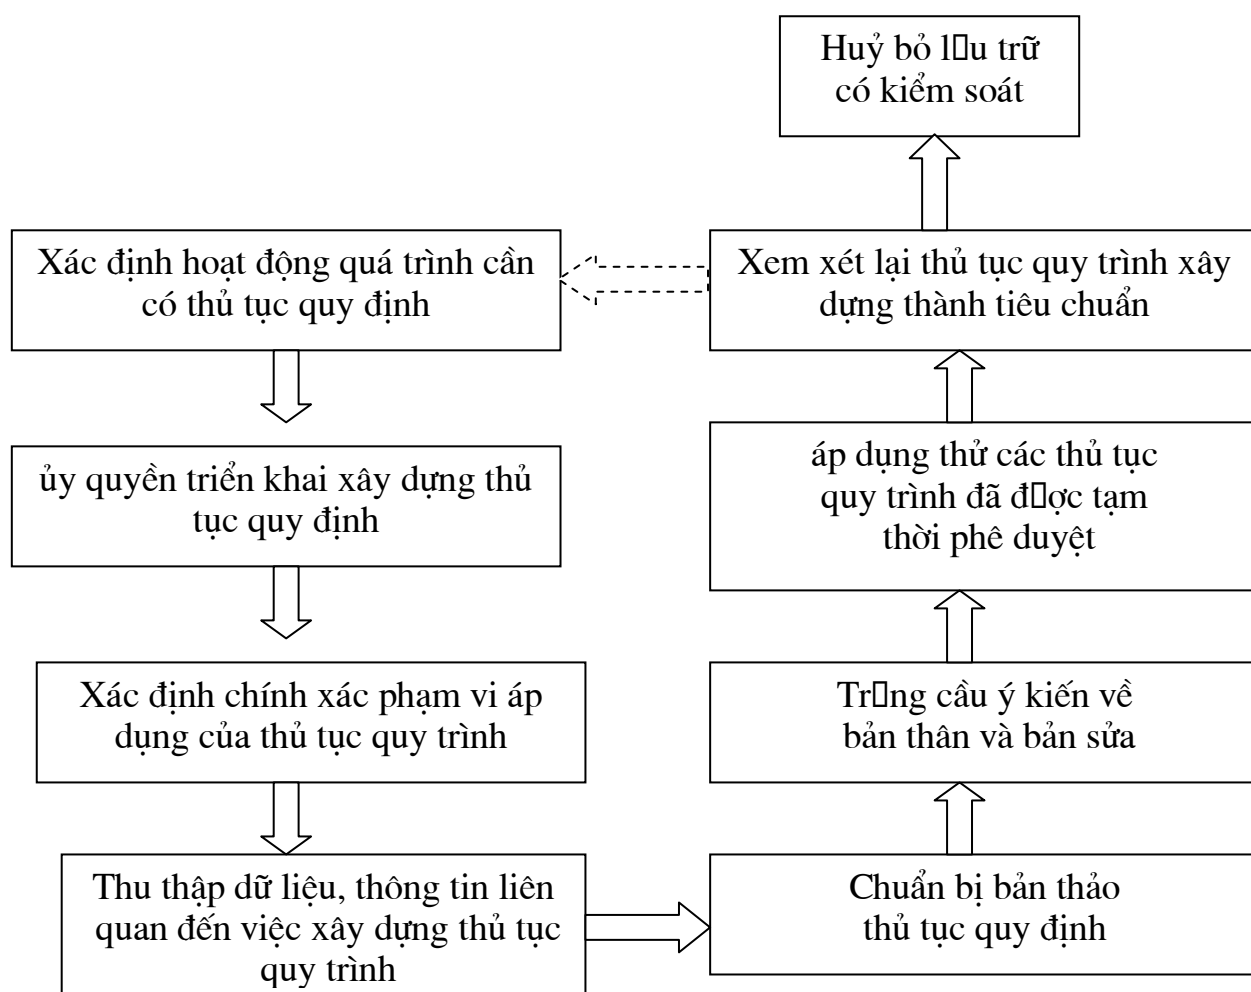 Huỷ bỏ l▯u trữ
có kiểm soát
Xác định hoạt động quá trình cần
có thủ tục quy định
Xem xét lại thủ tục quy trình xây
dựng thành tiêu chuẩn
ủy quyền triển khai xây dựng thủ
tục quy định
áp dụng thử các thủ tục
quy trình đã đ▯ợc tạm
thời phê duyệt
Xác định chính xác phạm vi áp
dụng của thủ tục quy trình
Tr▯ng cầu ý kiến về
bản thân và bản sửa
Thu thập dữ liệu, thông tin liên
quan đến việc xây dựng thủ tục
quy trình
Chuẩn bị bản thảo
thủ tục quy định